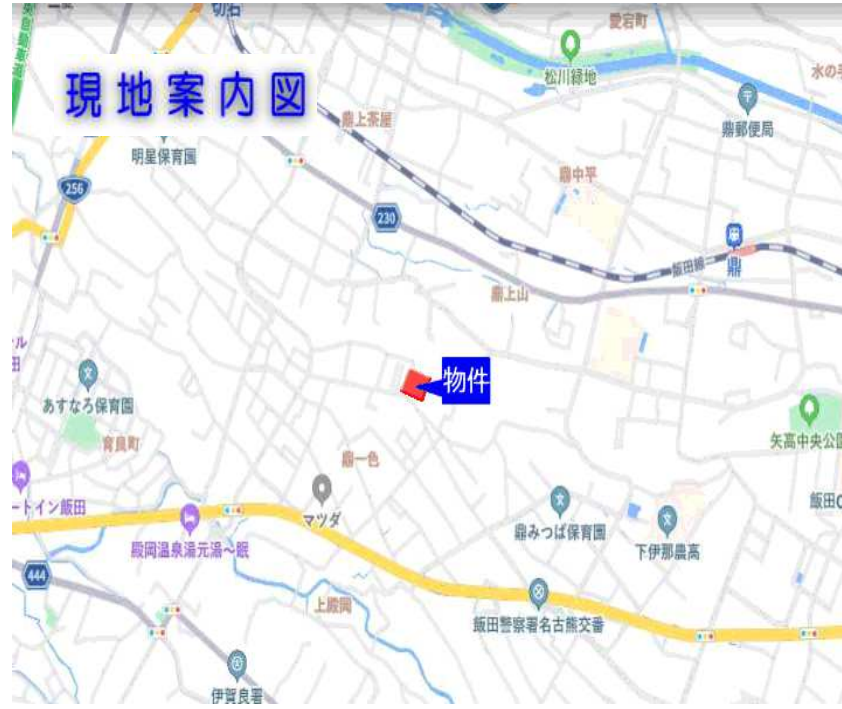 切石
愛宕町
松川緑地
水の手
現地案内図
鼎上茶屋
鼎郵便局
明星保育園
鼎中平
256
230
飯田線
鼎
鼎上山
物件
あすなろ保育園
育良町
矢高中央公園
鼎一色
マツダ
ートイン飯田
飯田
殿岡温泉湯元湯～眠
鼎みつば保育園
下伊那農高
444
上殿岡
飯田警察署名古熊交番
伊賀良署